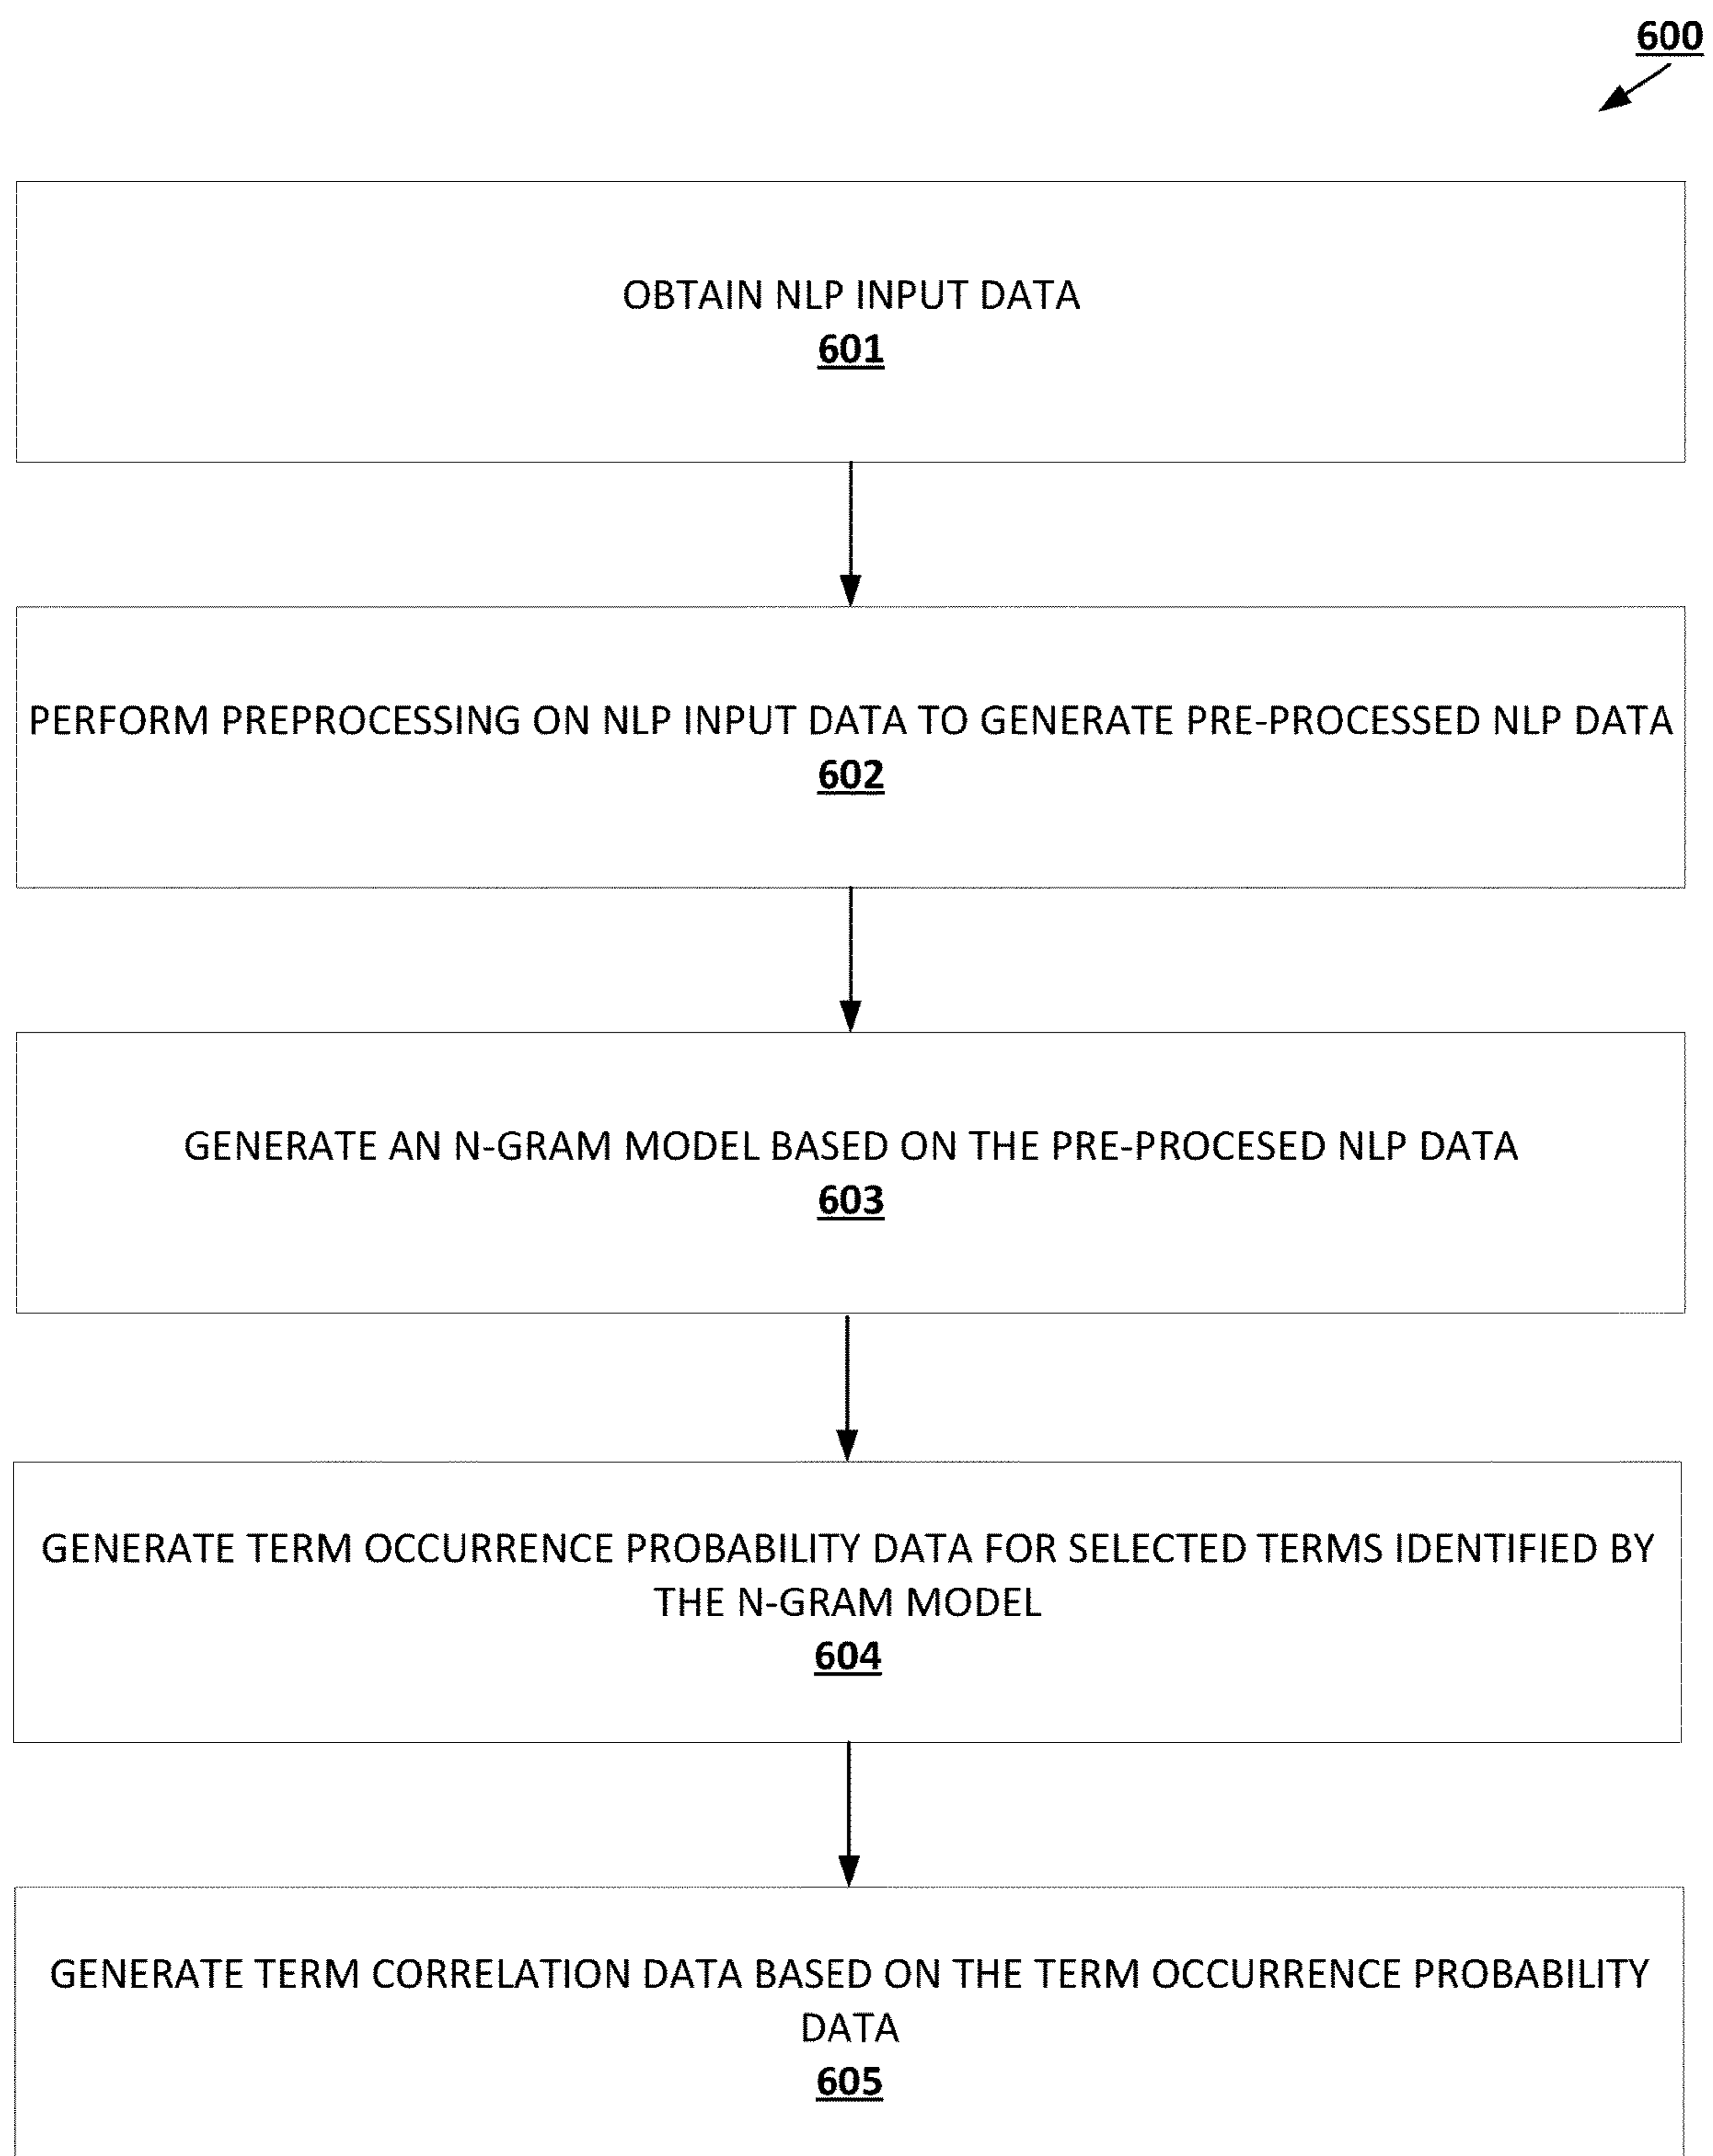 600
OBTAIN NLP INPUT DATA
601
PERFORM PREPROCESSING ON NLP INPUT DATA TO GENERATE PRE-PROCESSED NLP DATA
602
GENERATE AN N-GRAM MODEL BASED ON THE PRE-PROCESED NLP DATA
603
GENERATE TERM OCCURRENCE PROBABILITY DATA FOR SELECTED TERMS IDENTIFIED BY
THE N-GRAM MODEL
604
GENERATE TERM CORRELATION DATA BASED ON THE TERM OCCURRENCE PROBABILITY
DATA
605